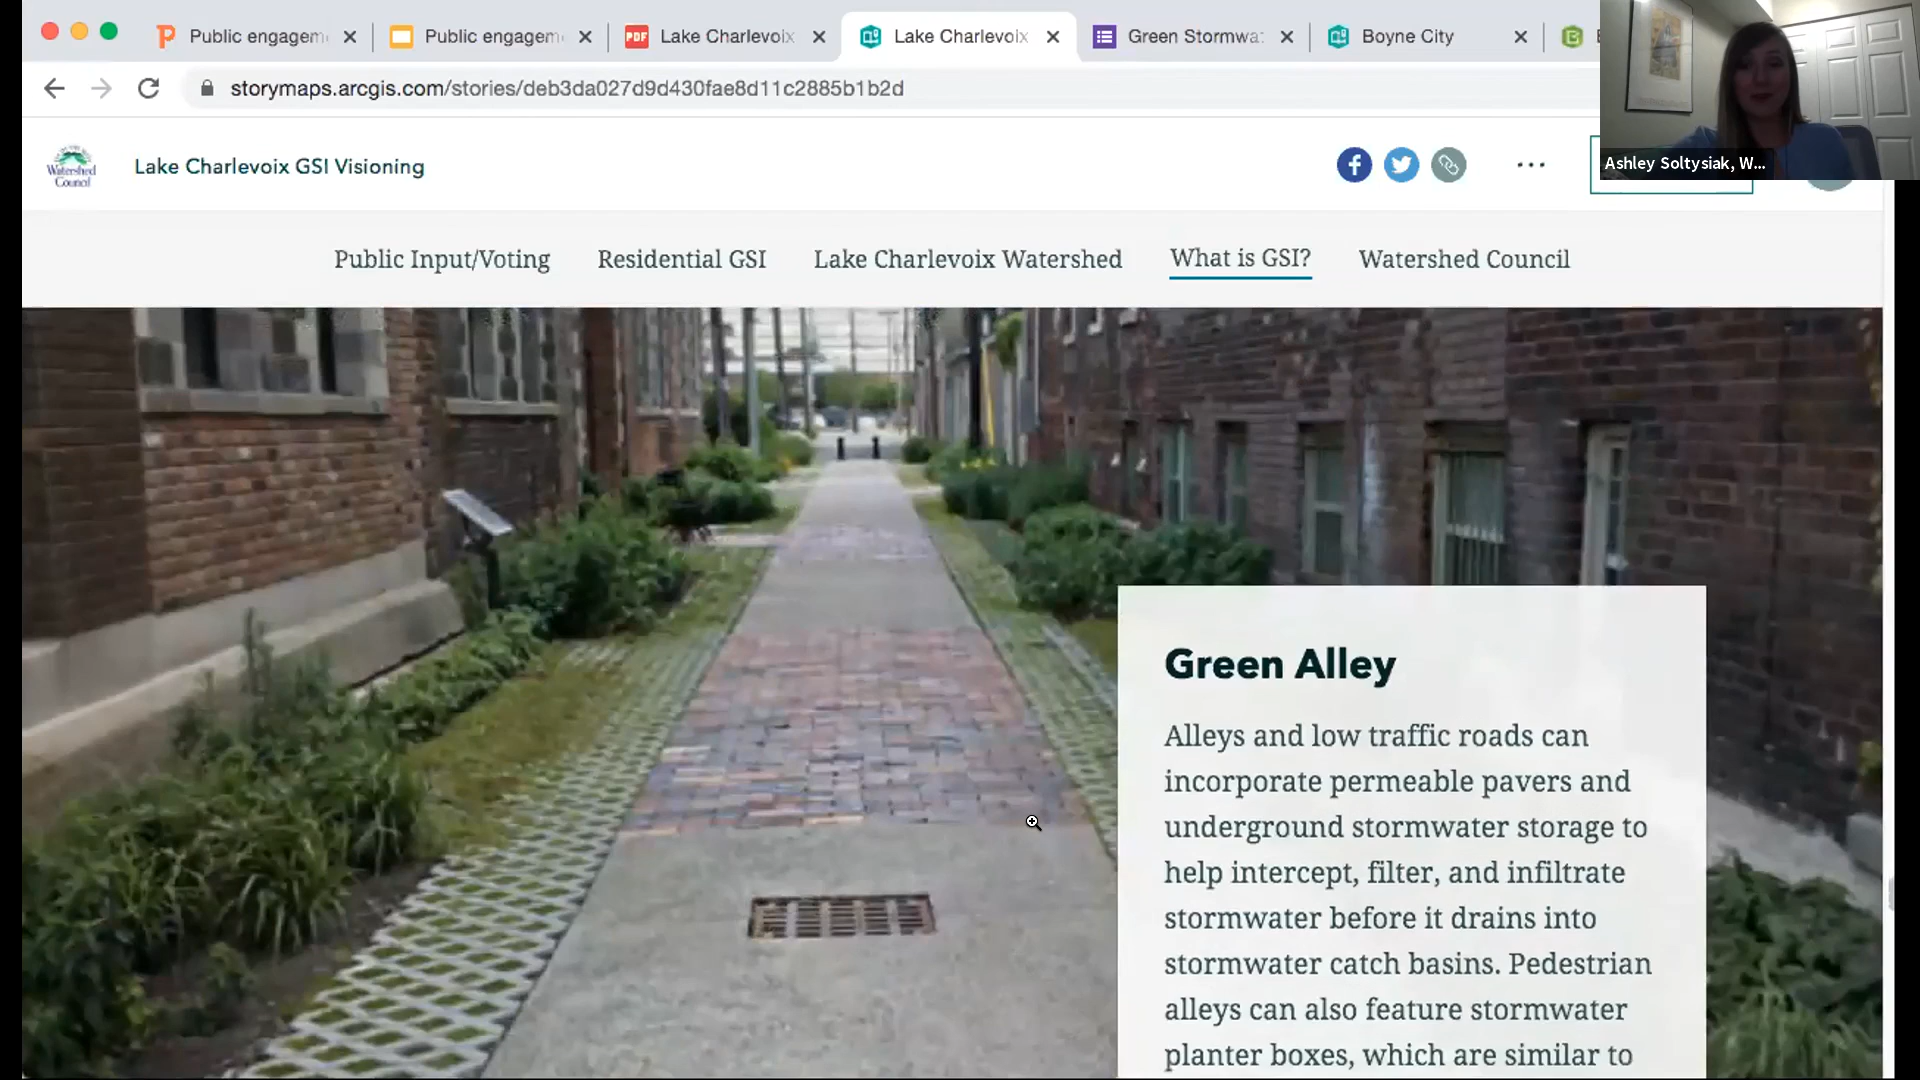 Public engagem
Public engagem
PDF
Lake Charlevoix
Lake Charlevoix
Green Stormwa
Boyne City
storymaps.arcgis.com/stories/deb3da027d9d430fae8d11c2885b1b2d
Ashley Soltysiak, W...
Watershed
Council
Lake Charlevoix GSI Visioning
Public Input/Voting
Residential GSI
Lake Charlevoix Watershed
What is GSI?
Watershed Council
Green Alley
Alleys and low traffic roads can
incorporate permeable pavers and
underground stormwater storage to
help intercept, filter, and infiltrate
stormwater before it drains into
stormwater catch basins. Pedestrian
alleys can also feature stormwater
planter boxes, which are similar to